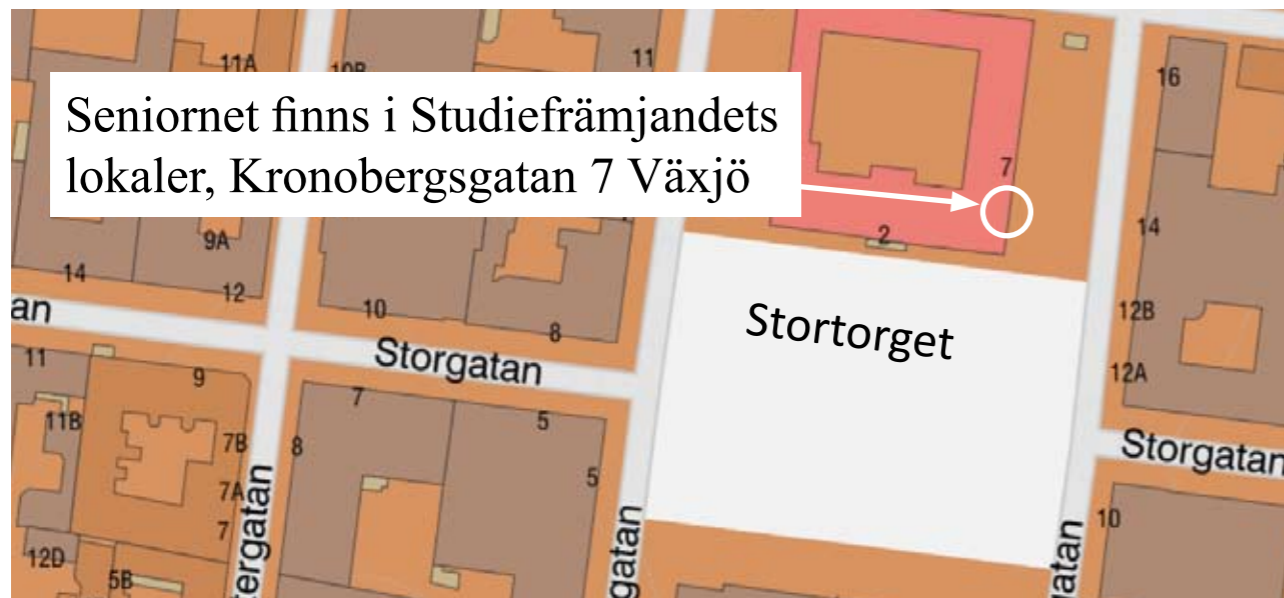 11A
10B
11
16
Seniornet finns i Studiefrämjandets
lokaler, Kronobergsgatan 7 Växjö
7
2
14
9A
14
12
10
8
12B
12A
an
Storgatan
Stortorget
11
9
7
5
11B
7B
8
7A
5
7
Storgatan
10
12D
5B
tergatan
gatan
gatan